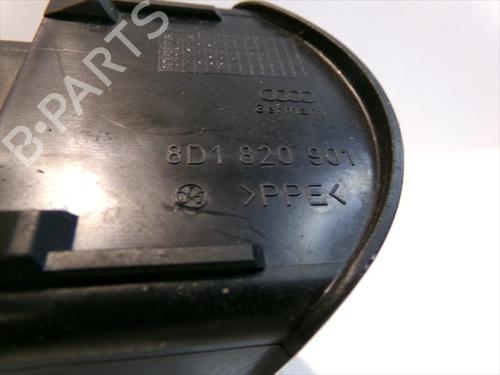 B-PARTS
Germany
8D1 820 901
>PPE<